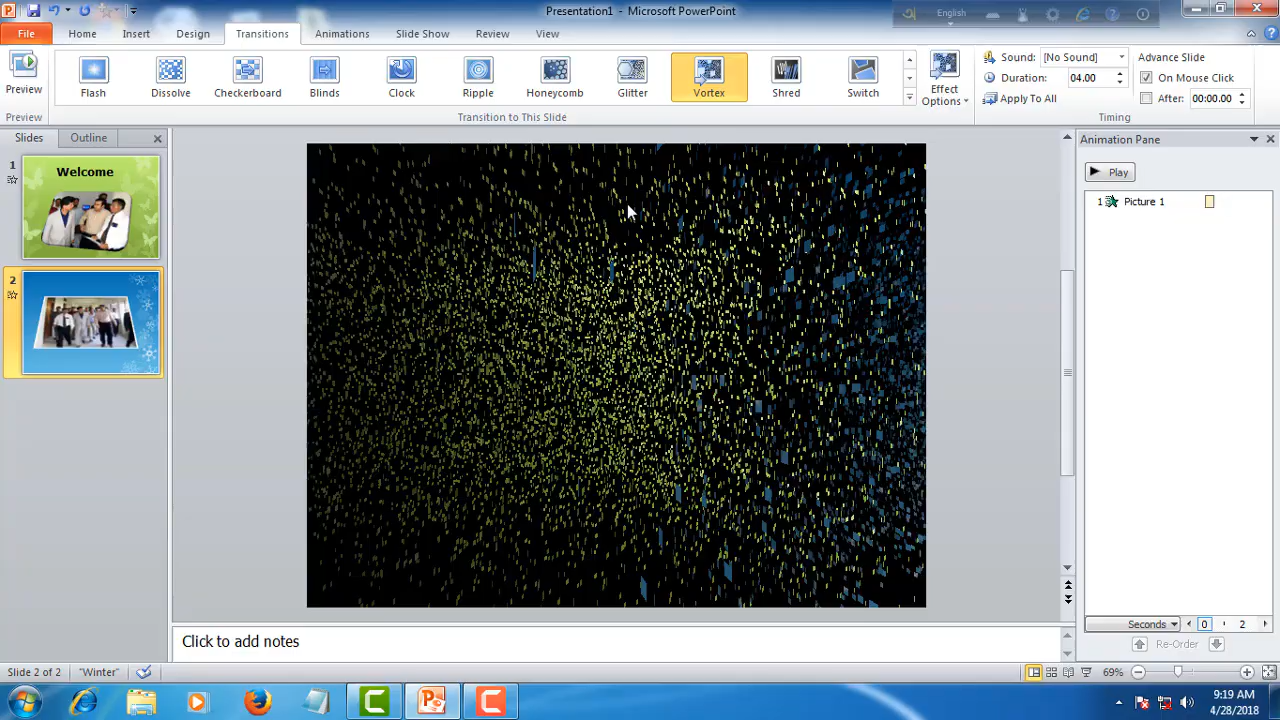 Presentation1 - Microsoft PowerPoint
English
File Home Insert Design Transitions Animations Slide Show Review View
Preview
Flash Dissolve Checkerboard Blinds Clock Ripple Honeycomb Glitter Vortex Shred Switch
Effect Options
Sound: [No Sound]
Duration: 04.00
Apply To All
Advance Slide
On Mouse Click
After: 00:00.00
Preview
Transition to This Slide
Timing
Slides Outline
Animation Pane
Play
1 Picture 1
1
Welcome
2
Click to add notes
Seconds 0 2
Re-Order
Slide 2 of 2 "Winter" 69%
9:19 AM
4/28/2018